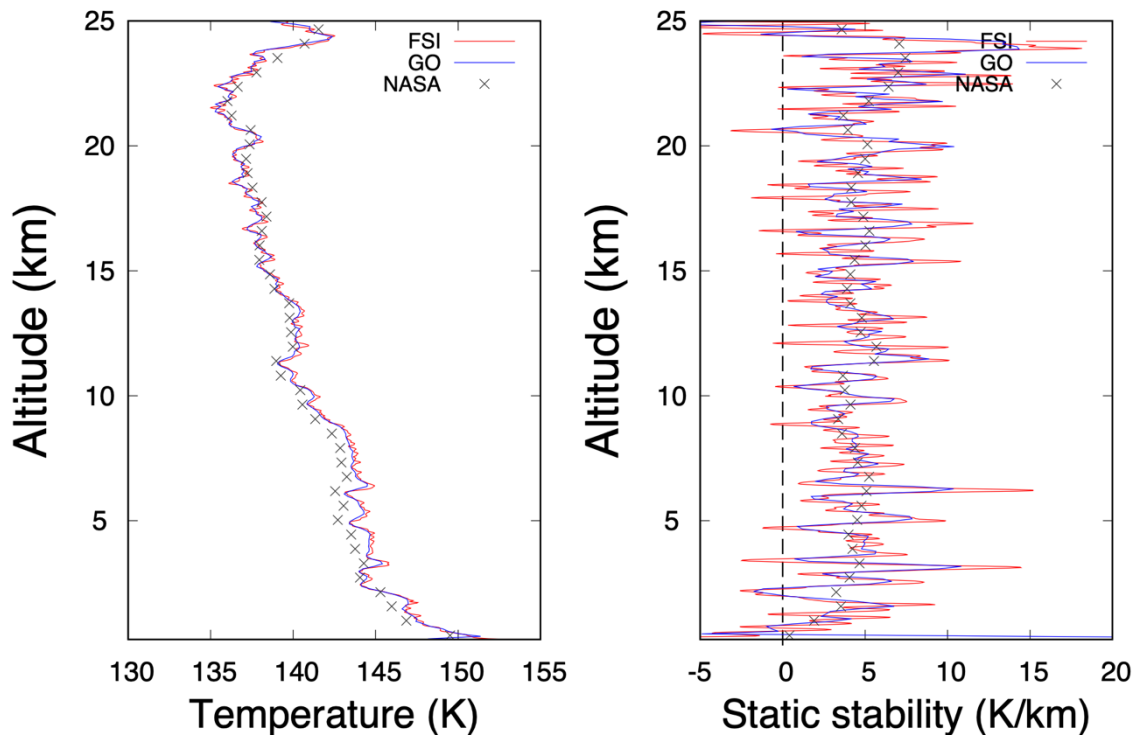 25
20
15
10
5
130 135 140 145 150 155
Altitude (km)
Temperature (K)
FSI
GO
NASA
25
20
15
10
5
-5 0 5 10 15 20
Altitude (km)
Static stability (K/km)
FSI
GO
NASA